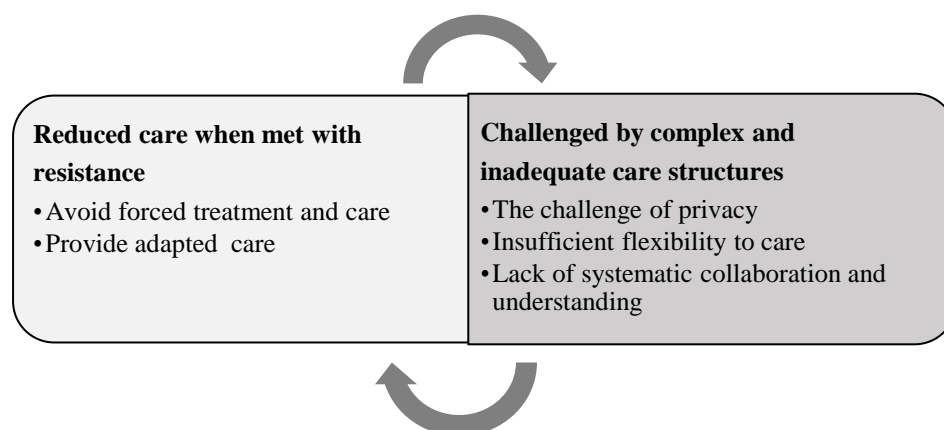 Reduced care when met with
resistance
•Avoid forced treatment and care
•Provide adapted care
Challenged by complex and
inadequate care structures
•The challenge of privacy
•Insufficient flexibility to care
•Lack of systematic collaboration and
understanding